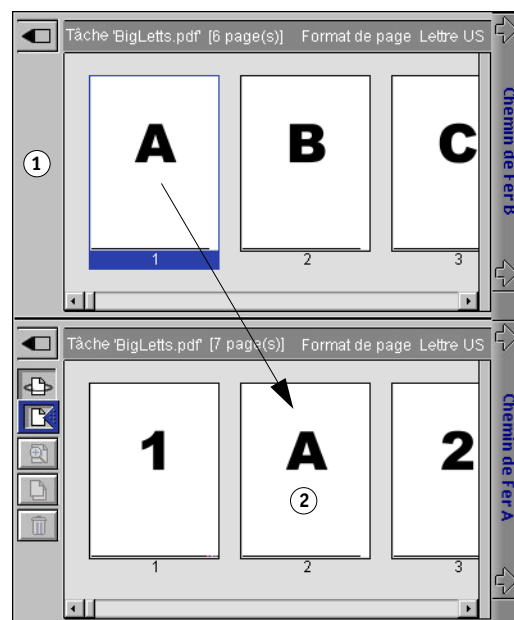 Tâche 'BigLetts.pdf' [6 page(s)] Format de page Lettre US
A
B
C
1
1
2
3
Chemin de Fer B
Tâche 'BigLetts.pdf' [7 page(s)] Format de page Lettre US
1
A
2
2
1
2
3
Chemin de Fer A